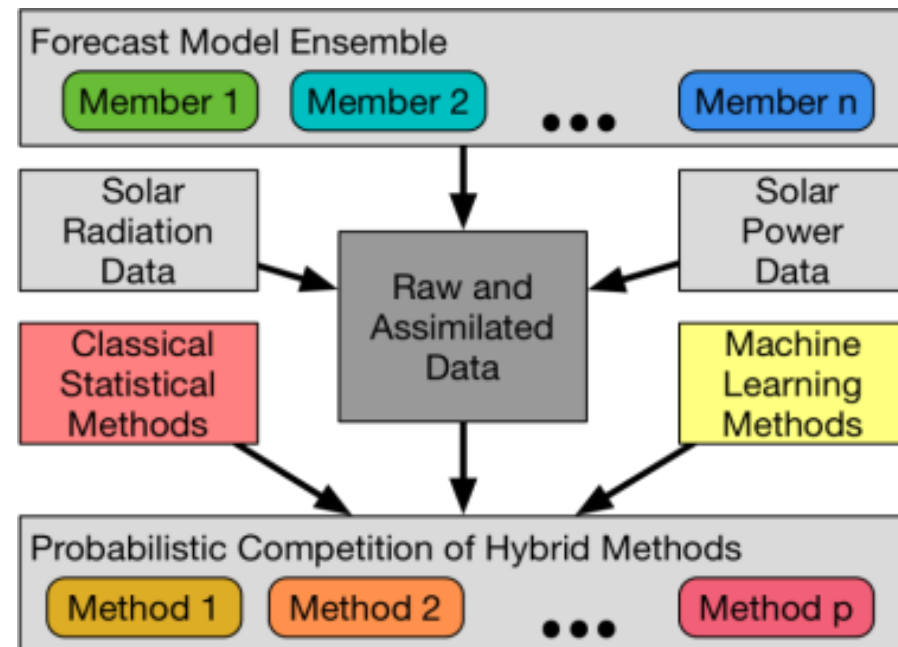 Forecast Model Ensemble
Member 1 Member 2 ••• Member n
Solar
Radiation
Data
Solar
Power
Data
Raw and
Assimilated
Data
Classical
Statistical
Methods
Machine
Learning
Methods
Probabilistic Competition of Hybrid Methods
Method 1 Method 2 ••• Method p